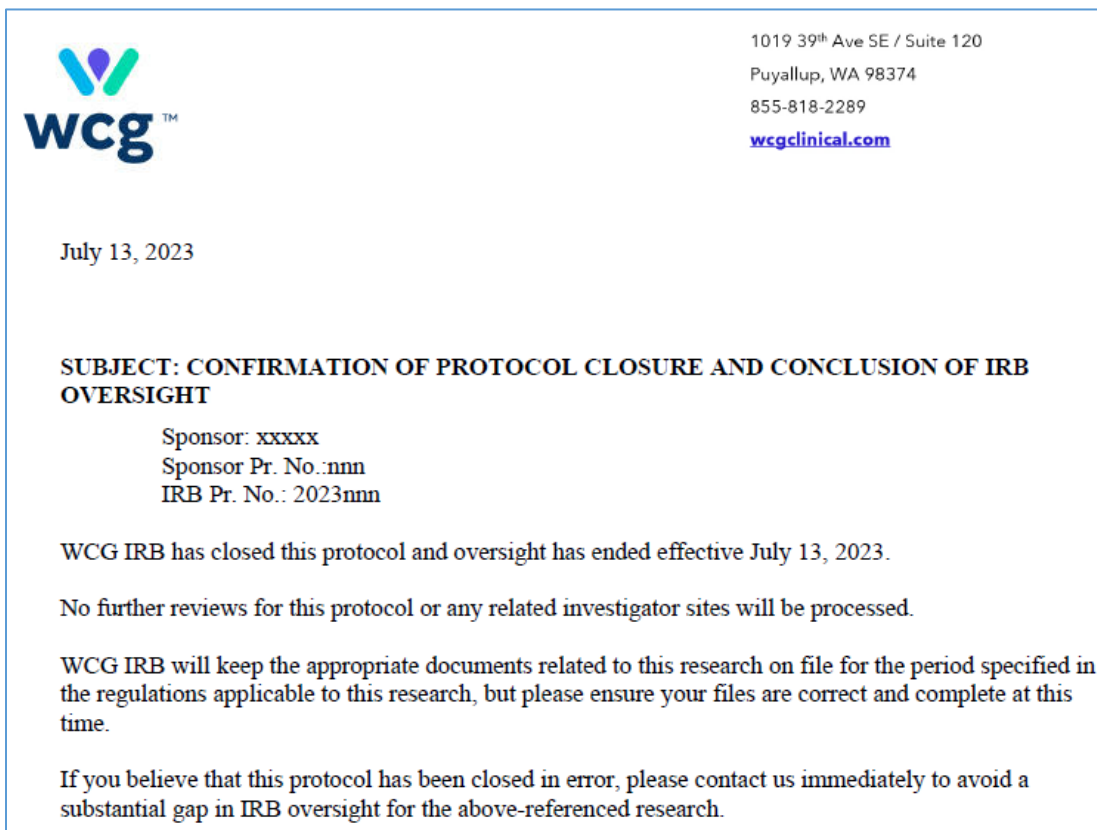 wcg™
1019 39th Ave SE / Suite 120
Puyallup, WA 98374
855-818-2289
wcgclinical.com
July 13, 2023
SUBJECT: CONFIRMATION OF PROTOCOL CLOSURE AND CONCLUSION OF IRB
OVERSIGHT
Sponsor: xxxxx
Sponsor Pr. No.:nnn
IRB Pr. No.: 2023nnn
WCG IRB has closed this protocol and oversight has ended effective July 13, 2023.
No further reviews for this protocol or any related investigator sites will be processed.
WCG IRB will keep the appropriate documents related to this research on file for the period specified in
the regulations applicable to this research, but please ensure your files are correct and complete at this
time.
If you believe that this protocol has been closed in error, please contact us immediately to avoid a
substantial gap in IRB oversight for the above-referenced research.